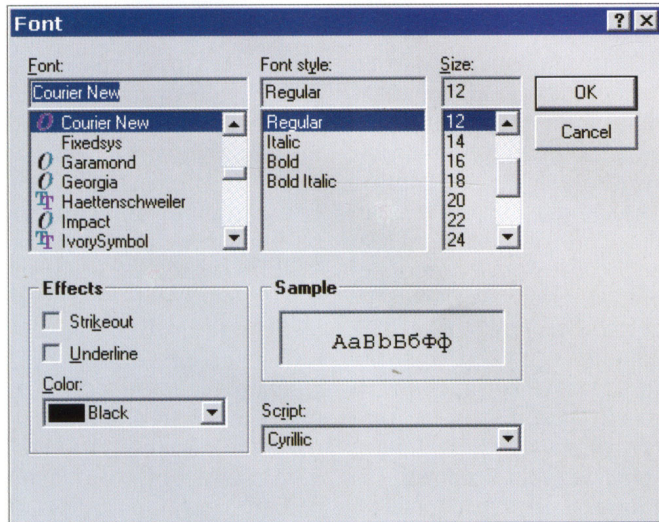 Font
Font:
Courier New
Courier New
Fixedsys
Garamond
Georgia
Haettenschweiler
Impact
IvorySymbol
Font style:
Regular
Regular
Italic
Bold
Bold Italic
Size:
12
12
14
16
18
20
22
24
OK
Cancel
Effects
Strikeout
Underline
Color:
Black
Sample
AaBbБбФф
Script:
Cyrillic